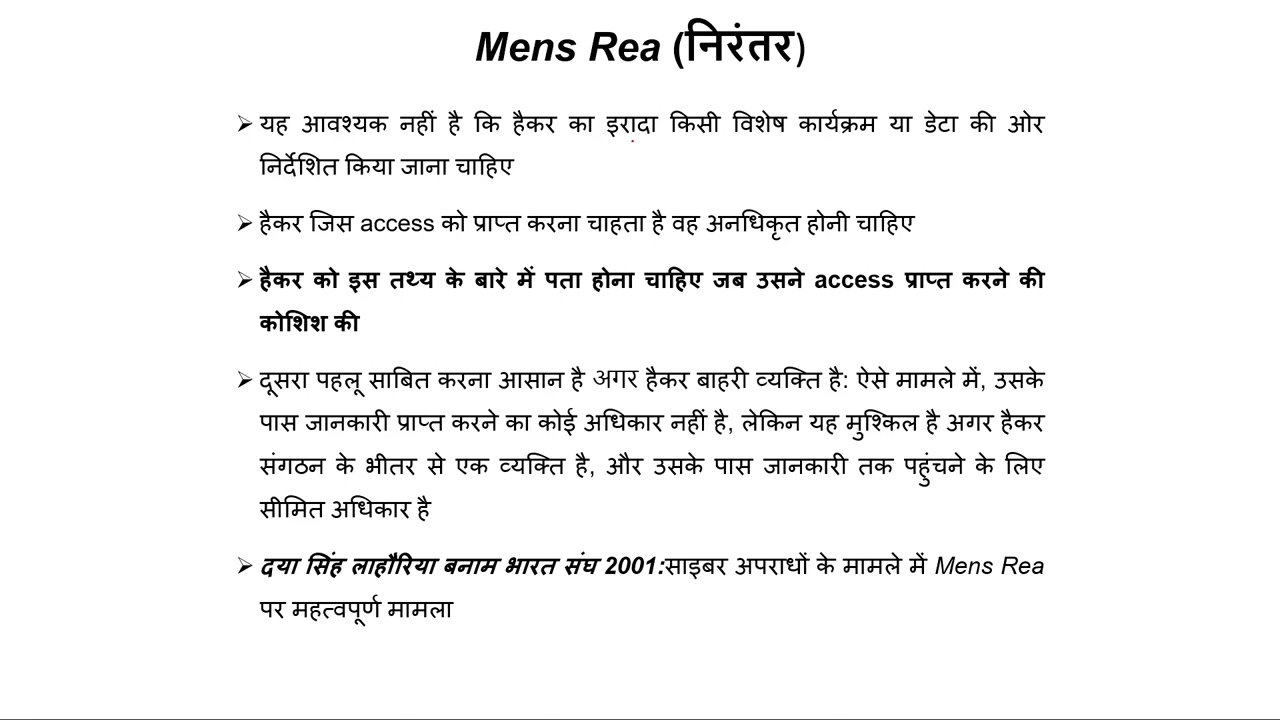 Mens Rea (निरंतर)
➢ यह आवश्यक नहीं है कि हैकर का इरादा किसी विशेष कार्यक्रम या डेटा की ओर
निर्देशित किया जाना चाहिए
➢ हैकर जिस access को प्राप्त करना चाहता है वह अनधिकृत होनी चाहिए
➢ हैकर को इस तथ्य के बारे में पता होना चाहिए जब उसने access प्राप्त करने की
कोशिश की
➢ दूसरा पहलू साबित करना आसान है अगर हैकर बाहरी व्यक्ति है: ऐसे मामले में, उसके
पास जानकारी प्राप्त करने का कोई अधिकार नहीं है, लेकिन यह मुश्किल है अगर हैकर
संगठन के भीतर से एक व्यक्ति है, और उसके पास जानकारी तक पहुंचने के लिए
सीमित अधिकार है
➢ दया सिंह लाहौरिया बनाम भारत संघ 2001:साइबर अपराधों के मामले में Mens Rea
पर महत्वपूर्ण मामला